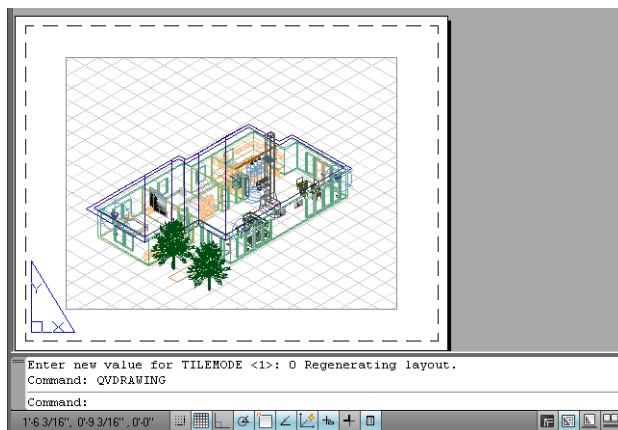 Y
X
Enter new value for TILEMODE <1>: 0 Regenerating layout.
Command: QVDRAWING
Command:
1'-6 3/16", 0'-9 3/16" , 0'-0"